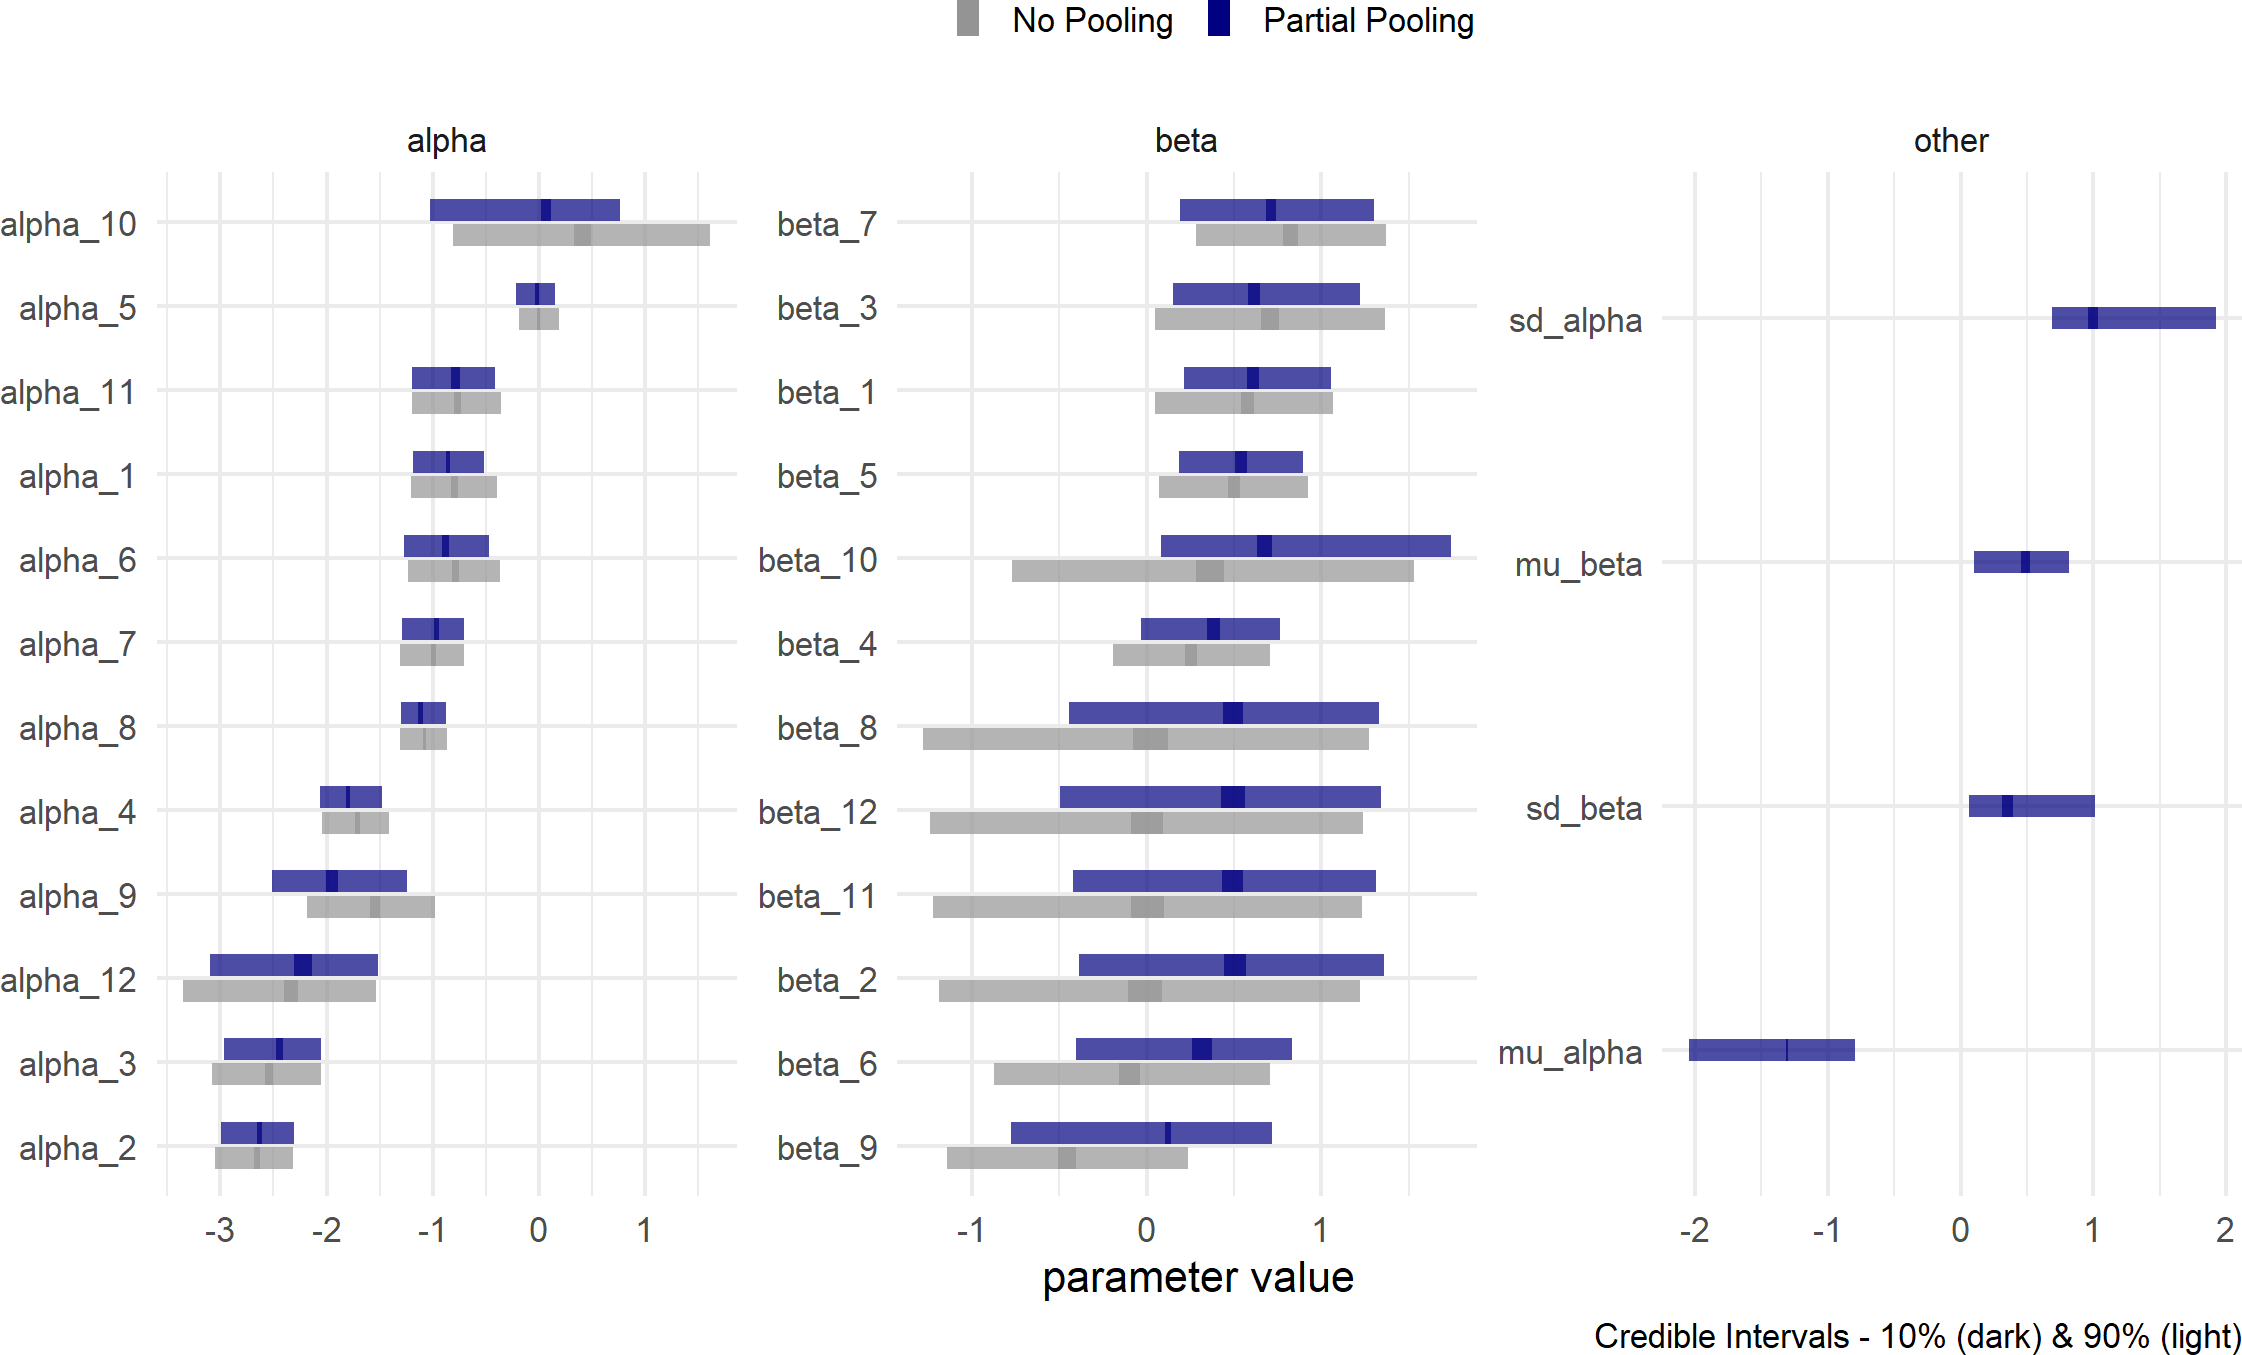 No Pooling Partial Pooling
alpha beta other
alpha_10
alpha_5
alpha_11
alpha_1
alpha_6
alpha_7
alpha_8
alpha_4
alpha_9
alpha_12
alpha_3
alpha_2
-3 -2 -1 0 1
beta_7
beta_3
beta_1
beta_5
beta_10
beta_4
beta_8
beta_12
beta_11
beta_2
beta_6
beta_9
-1 0 1
sd_alpha
mu_beta
sd_beta
mu_alpha
-2 -1 0 1 2
parameter value
Credible Intervals - 10% (dark) & 90% (light)